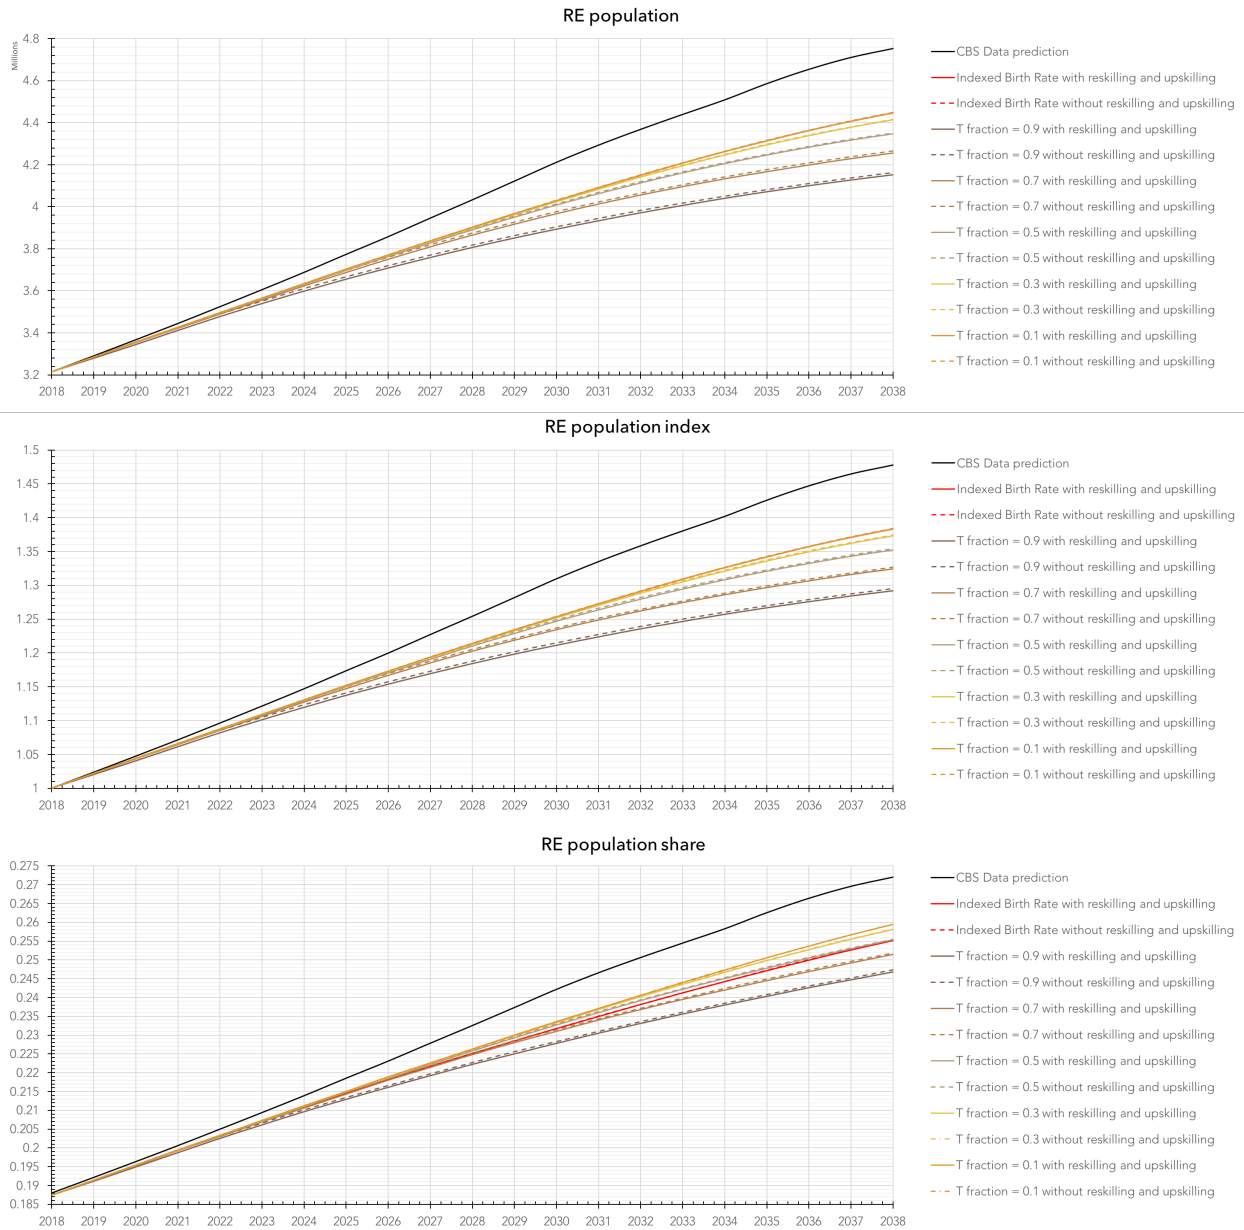 RE population
Millions
4.8
4.6
4.4
4.2
4
3.8
3.6
3.4
3.2
2018 2019 2020 2021 2022 2023 2024 2025 2026 2027 2028 2029 2030 2031 2032 2033 2034 2035 2036 2037 2038
CBS Data prediction
Indexed Birth Rate with reskilling and upskilling
Indexed Birth Rate without reskilling and upskilling
T fraction = 0.9 with reskilling and upskilling
T fraction = 0.9 without reskilling and upskilling
T fraction = 0.7 with reskilling and upskilling
T fraction = 0.7 without reskilling and upskilling
T fraction = 0.5 with reskilling and upskilling
T fraction = 0.5 without reskilling and upskilling
T fraction = 0.3 with reskilling and upskilling
T fraction = 0.3 without reskilling and upskilling
T fraction = 0.1 with reskilling and upskilling
T fraction = 0.1 without reskilling and upskilling
RE population index
1.5
1.45
1.4
1.35
1.3
1.25
1.2
1.15
1.1
1.05
1
2018 2019 2020 2021 2022 2023 2024 2025 2026 2027 2028 2029 2030 2031 2032 2033 2034 2035 2036 2037 2038
CBS Data prediction
Indexed Birth Rate with reskilling and upskilling
Indexed Birth Rate without reskilling and upskilling
T fraction = 0.9 with reskilling and upskilling
T fraction = 0.9 without reskilling and upskilling
T fraction = 0.7 with reskilling and upskilling
T fraction = 0.7 without reskilling and upskilling
T fraction = 0.5 with reskilling and upskilling
T fraction = 0.5 without reskilling and upskilling
T fraction = 0.3 with reskilling and upskilling
T fraction = 0.3 without reskilling and upskilling
T fraction = 0.1 with reskilling and upskilling
T fraction = 0.1 without reskilling and upskilling
RE population share
0.275
0.27
0.265
0.26
0.255
0.25
0.245
0.24
0.235
0.23
0.225
0.22
0.215
0.21
0.205
0.2
0.195
0.19
0.185
2018 2019 2020 2021 2022 2023 2024 2025 2026 2027 2028 2029 2030 2031 2032 2033 2034 2035 2036 2037 2038
CBS Data prediction
Indexed Birth Rate with reskilling and upskilling
Indexed Birth Rate without reskilling and upskilling
T fraction = 0.9 with reskilling and upskilling
T fraction = 0.9 without reskilling and upskilling
T fraction = 0.7 with reskilling and upskilling
T fraction = 0.7 without reskilling and upskilling
T fraction = 0.5 with reskilling and upskilling
T fraction = 0.5 without reskilling and upskilling
T fraction = 0.3 with reskilling and upskilling
T fraction = 0.3 without reskilling and upskilling
T fraction = 0.1 with reskilling and upskilling
T fraction = 0.1 without reskilling and upskilling